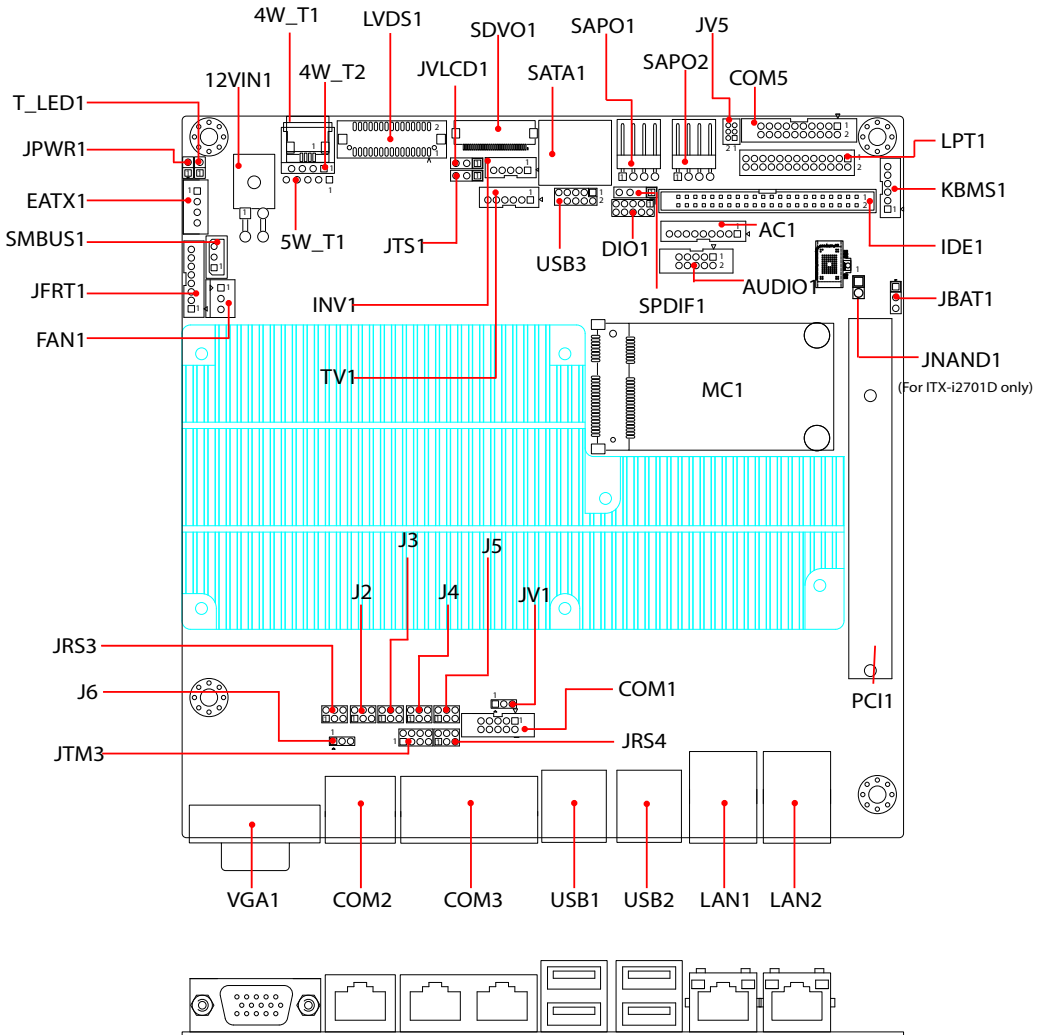 4W_T1
LVDS1
SDVO1
SAPO1
JV5
12VIN1
4W_T2
JVLCD1
SATA1
SAPO2
COM5
T_LED1
JPWR1
LPT1
EATX1
KBMS1
SMBUS1
5W_T1
JTS1
USB3
DIO1
AC1
IDE1
JFRT1
INV1
SPDIF1
AUDIO1
JBAT1
FAN1
JNAND1
(For ITX-i2701D only)
TV1
MC1
J3
J5
J2
J4
JV1
JRS3
J6
COM1
PCI1
JTM3
JRS4
VGA1
COM2
COM3
USB1
USB2
LAN1
LAN2